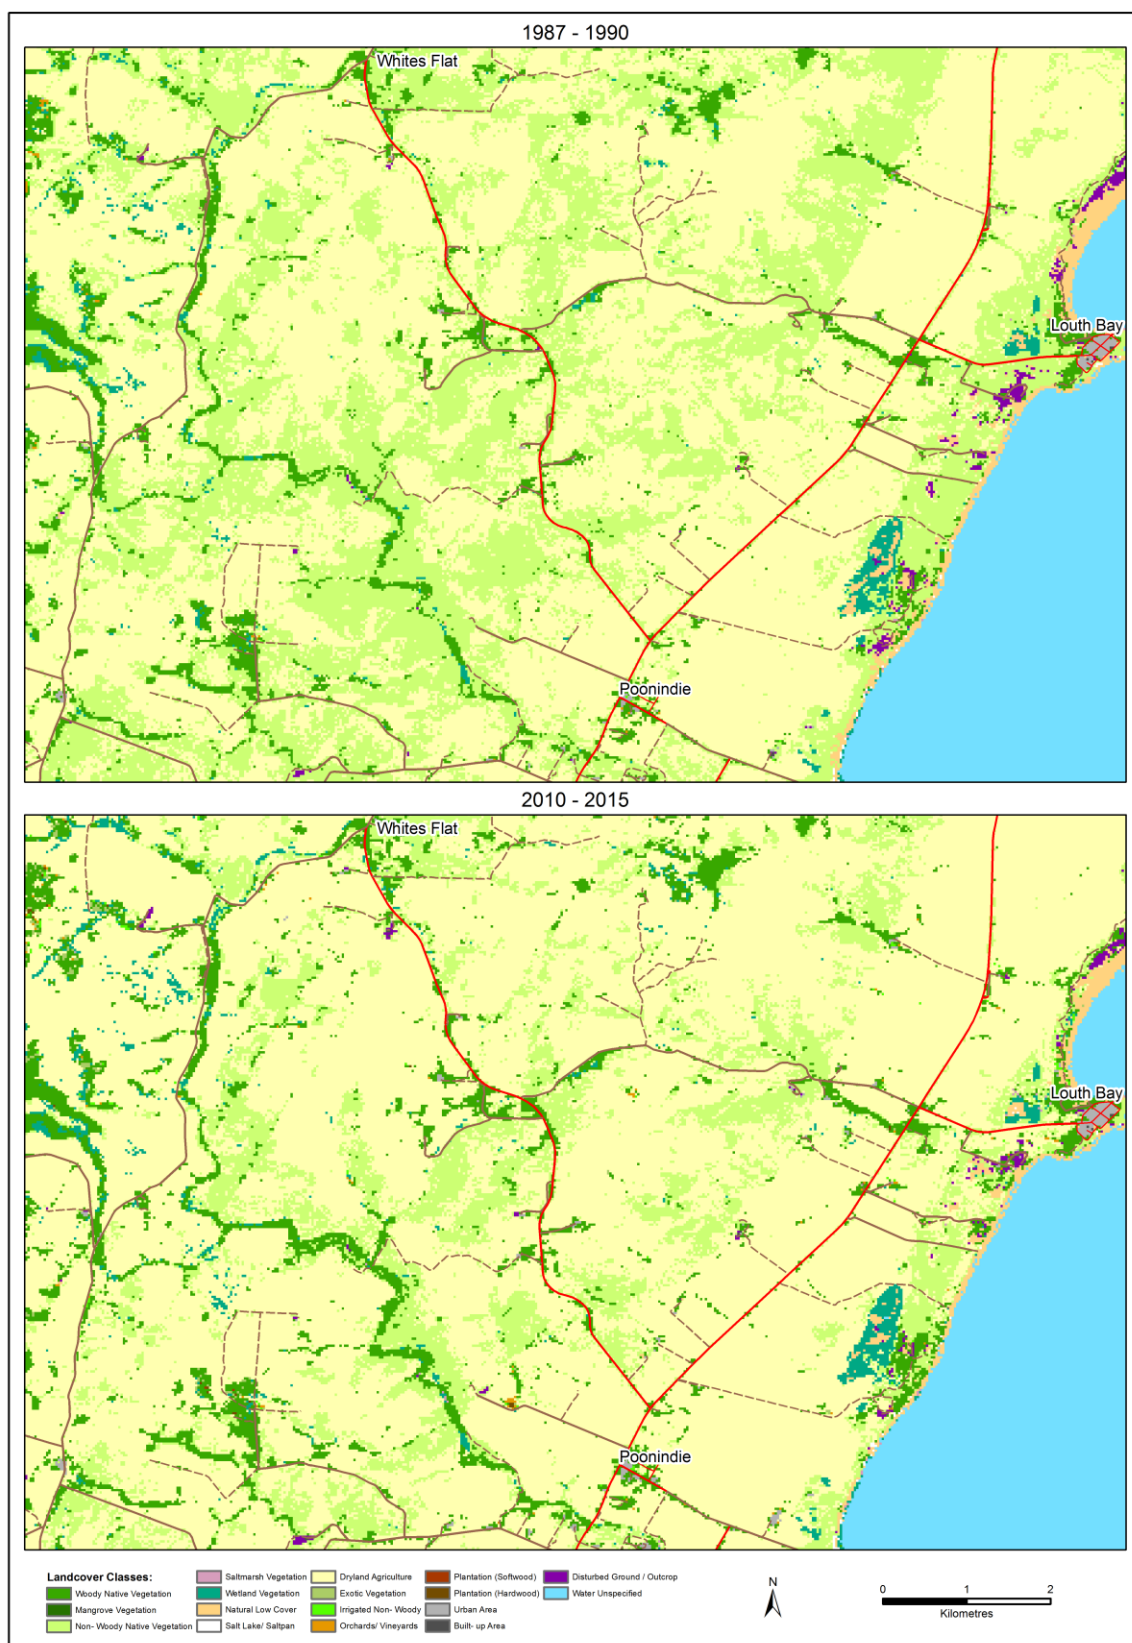 1987 - 1990
Whites Flat
Louth Bay
Poonindie
2010 - 2015
Whites Flat
Louth Bay
Poonindie
Landcover Classes:
Woody Native Vegetation
Mangrove Vegetation
Non- Woody Native Vegetation
Saltmarsh Vegetation
Wetland Vegetation
Natural Low Cover
Salt Lake/ Saltpan
Dryland Agriculture
Exotic Vegetation
Irrigated Non- Woody
Orchards/ Vineyards
Plantation (Softwood)
Plantation (Hardwood)
Urban Area
Built- up Area
Disturbed Ground / Outcrop
Water Unspecified
N
0 1 2
Kilometres